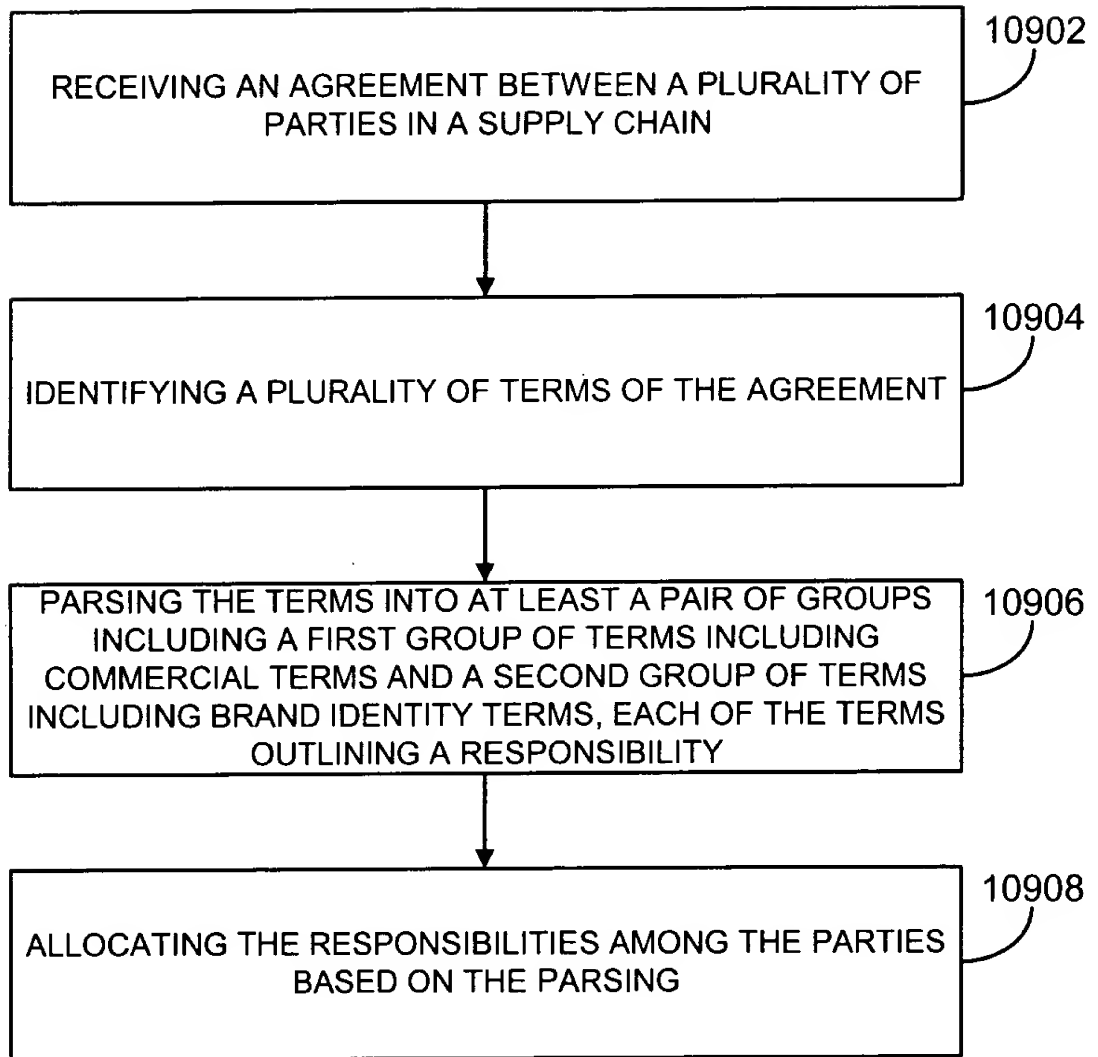 10902
RECEIVING AN AGREEMENT BETWEEN A PLURALITY OF
PARTIES IN A SUPPLY CHAIN
10904
IDENTIFYING A PLURALITY OF TERMS OF THE AGREEMENT
10906
PARSING THE TERMS INTO AT LEAST A PAIR OF GROUPS
INCLUDING A FIRST GROUP OF TERMS INCLUDING
COMMERCIAL TERMS AND A SECOND GROUP OF TERMS
INCLUDING BRAND IDENTITY TERMS, EACH OF THE TERMS
OUTLINING A RESPONSIBILITY
10908
ALLOCATING THE RESPONSIBILITIES AMONG THE PARTIES
BASED ON THE PARSING